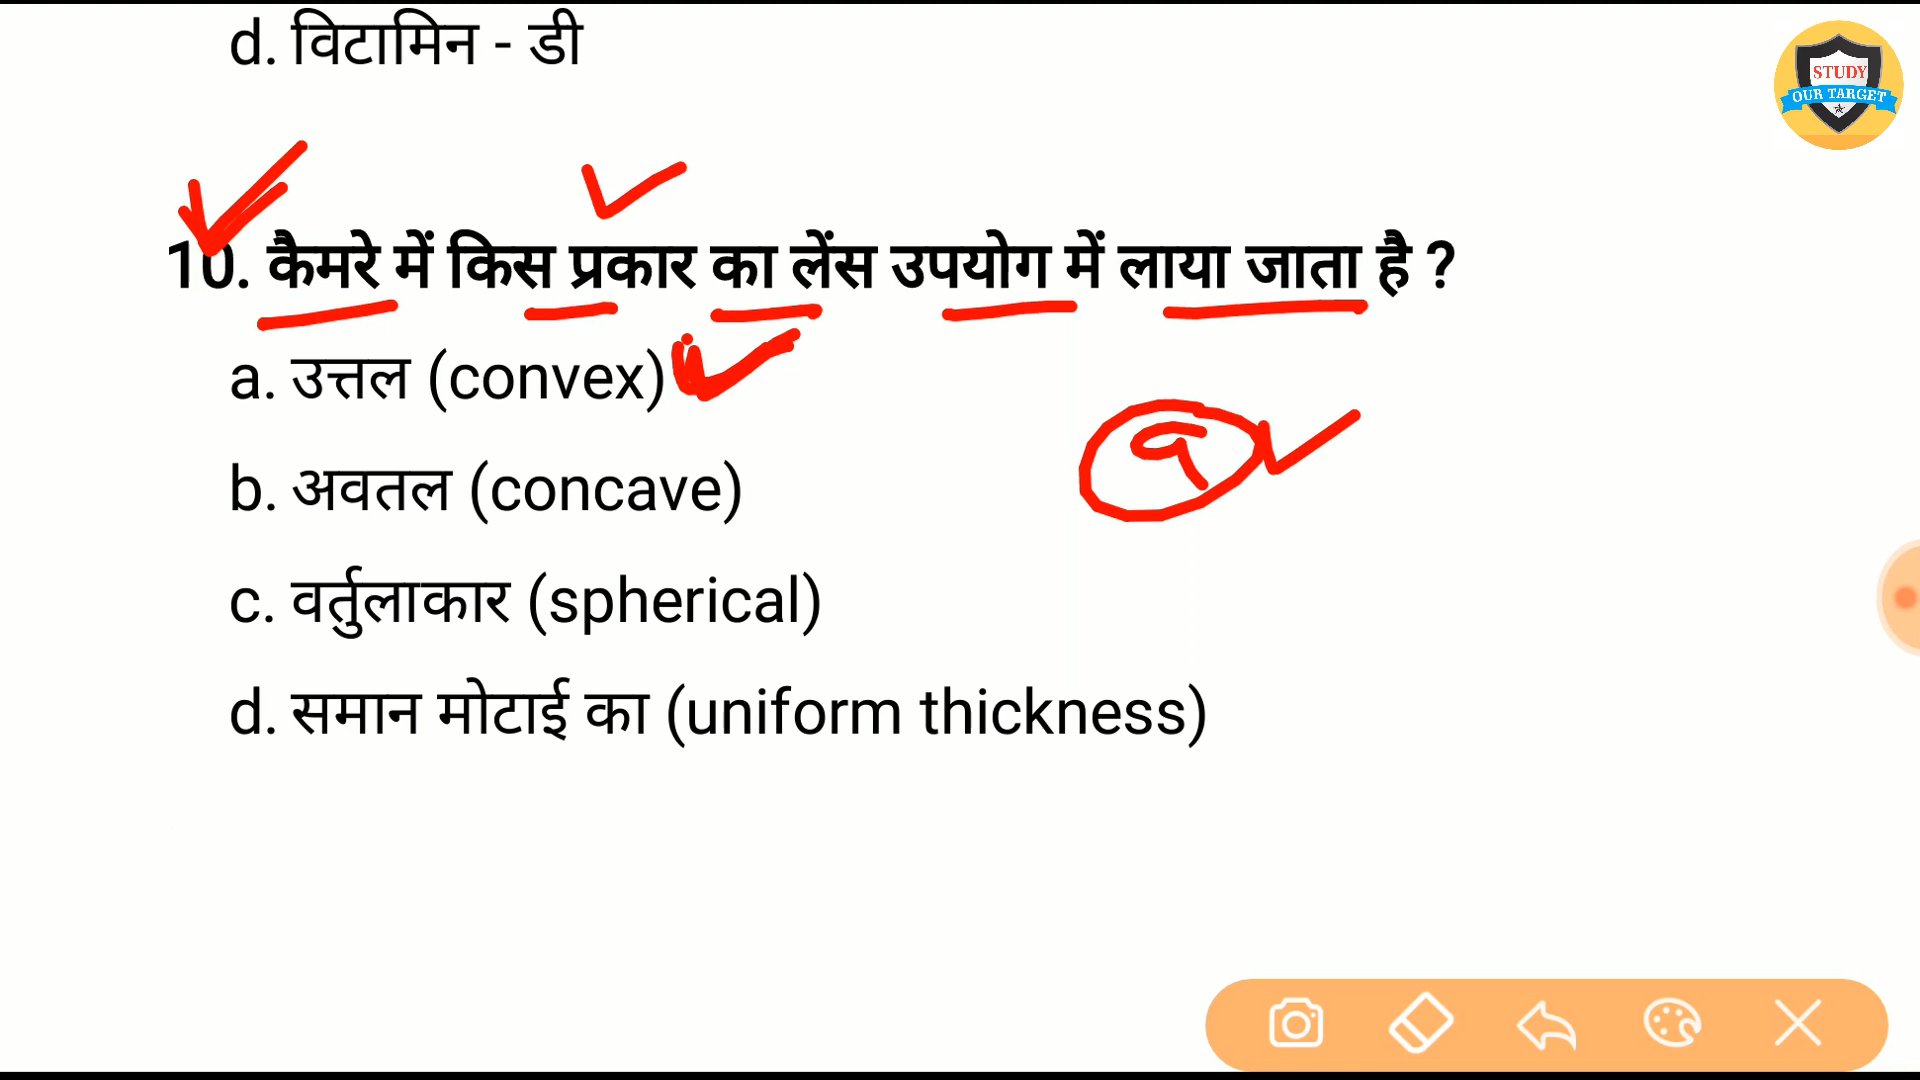 d. विटामिन - डी
STUDY
OUR TARGET
10. कैमरे में किस प्रकार का लेंस उपयोग में लाया जाता है ?
a. उत्तल (convex)
a
b. अवतल (concave)
c. वर्तुलाकार (spherical)
d. समान मोटाई का (uniform thickness)